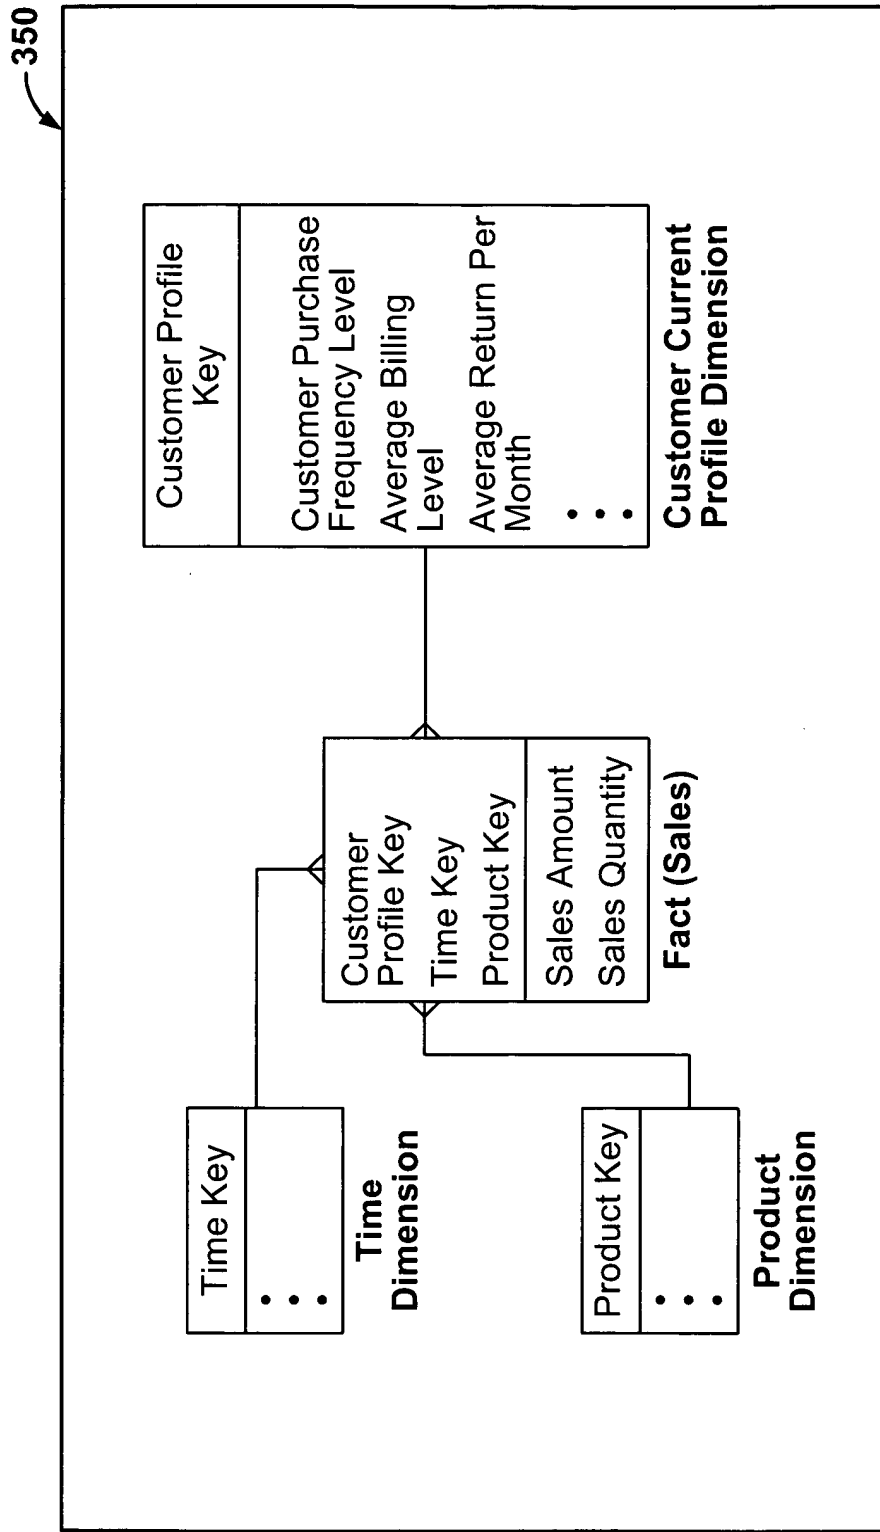 350
Time Key
•
•
•
Time
Dimension
Product Key
•
•
•
Product
Dimension
Customer
Profile Key
Time Key
Product Key
Sales Amount
Sales Quantity
Fact (Sales)
Customer Profile
Key
Customer Purchase
Frequency Level
Average Billing
Level
Average Return Per
Month
•
•
•
Customer Current
Profile Dimension